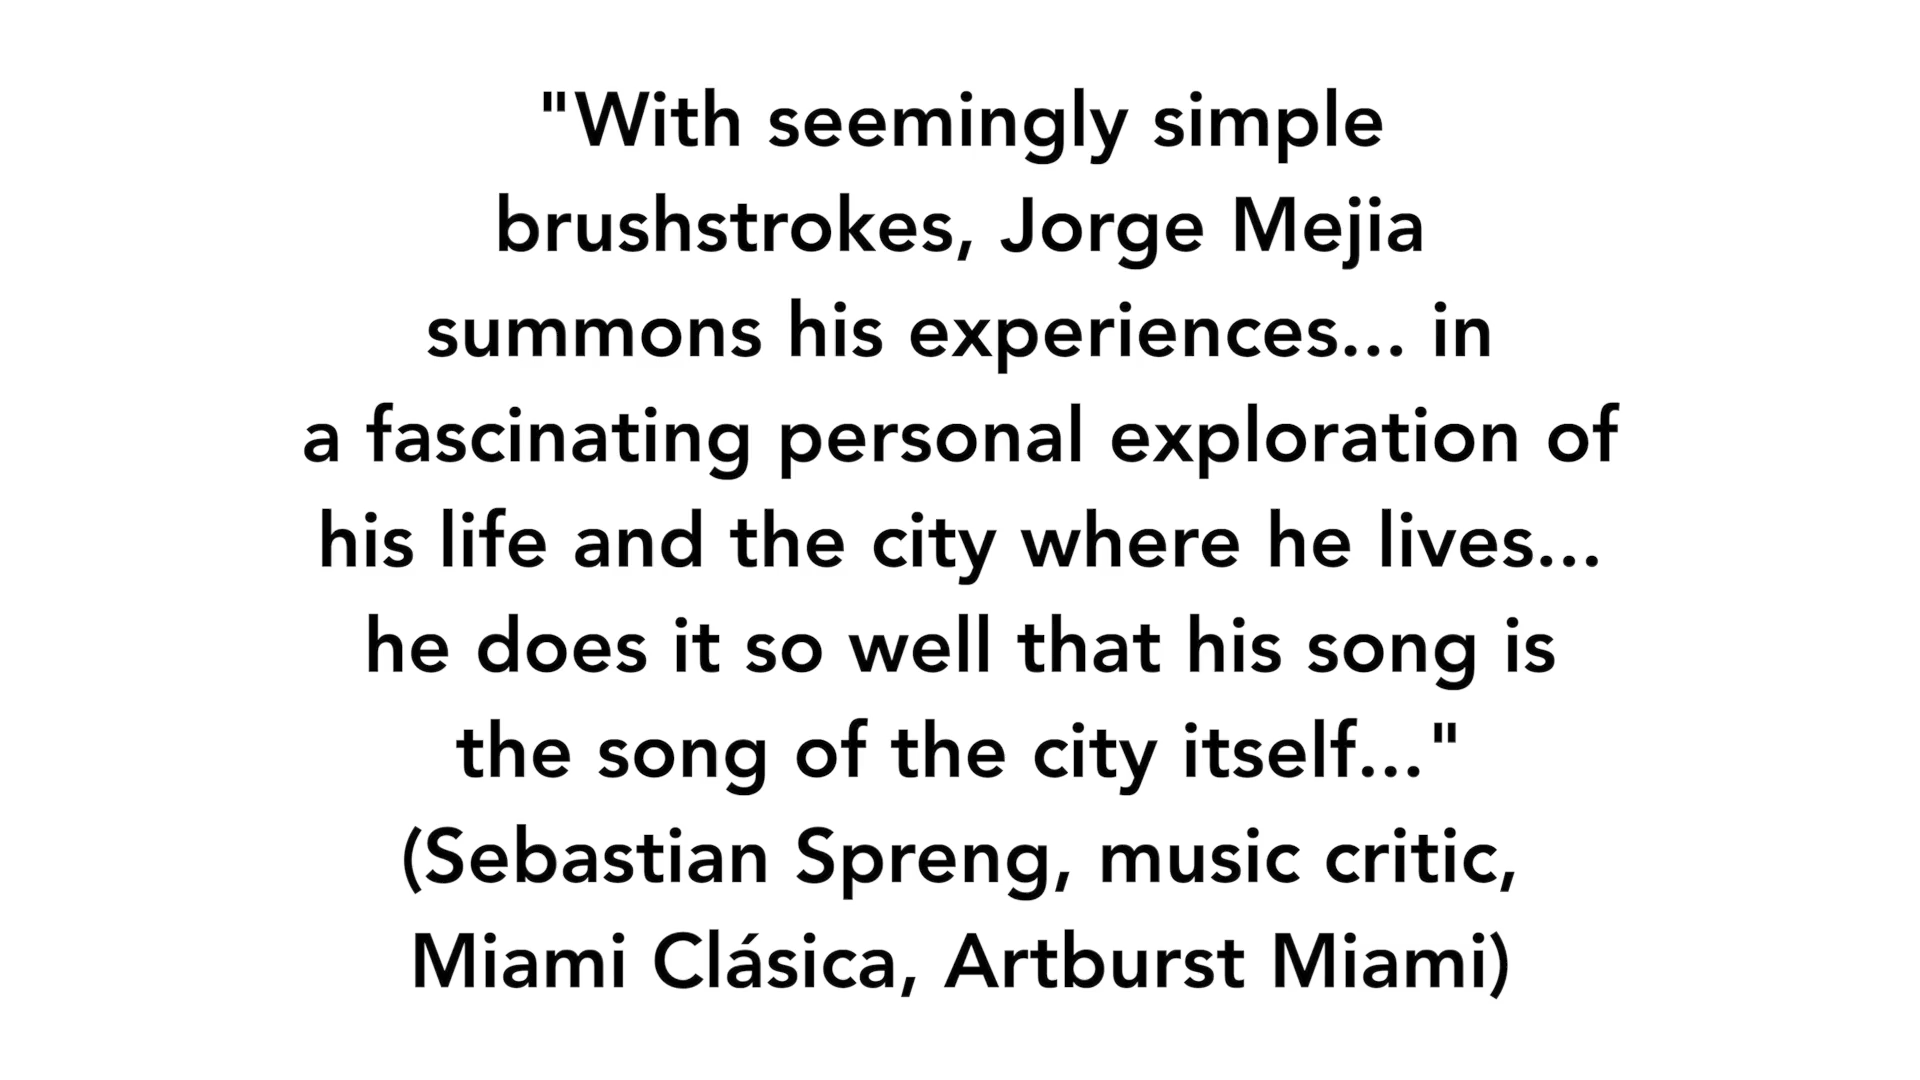 "With seemingly simple
brushstrokes, Jorge Mejia
summons his experiences... in
a fascinating personal exploration of
his life and the city where he lives...
he does it so well that his song is
the song of the city itself..."
(Sebastian Spreng, music critic,
Miami Clásica, Artburst Miami)